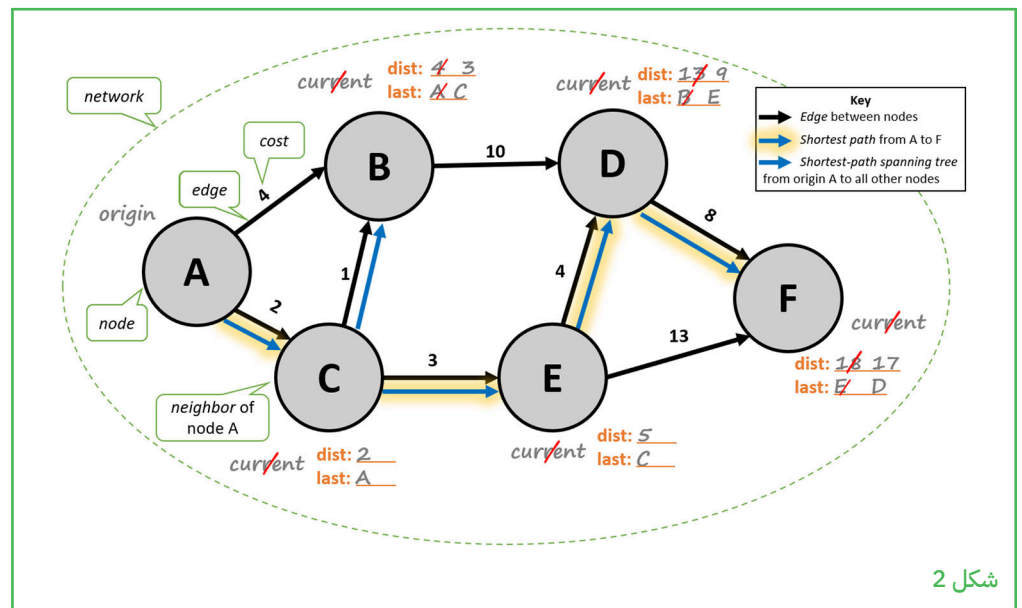 network
current
dist: 4 3
last: A C
current
dist: 13 9
last: B E
Key
Edge between nodes
Shortest path from A to F
Shortest-path spanning tree
from origin A to all other nodes
cost
edge
4
origin
A
B
10
D
8
node
2
1
4
F
current
dist: 18 17
last: E D
C
3
E
13
neighbor of
node A
current
dist: 2
last: A
current
dist: 5
last: C
شكل 2